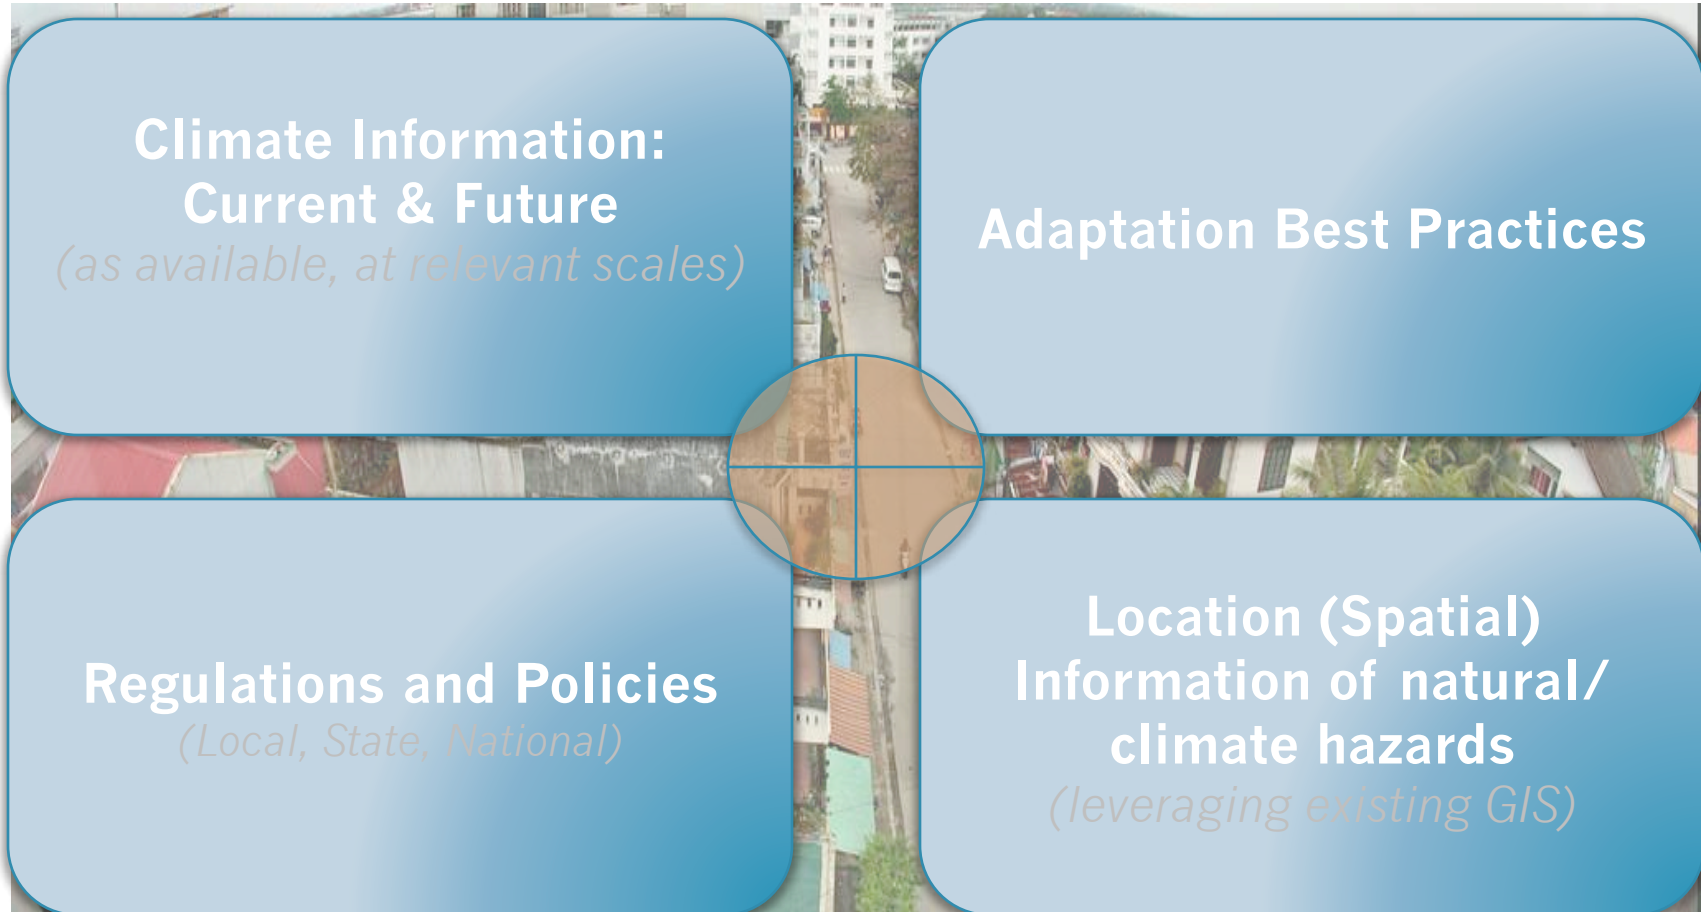 Climate Information:
Current & Future
(as available, at relevant scales)
Adaptation Best Practices
Regulations and Policies
(Local, State, National)
Location (Spatial)
Information of natural/
climate hazards
(leveraging existing GIS)